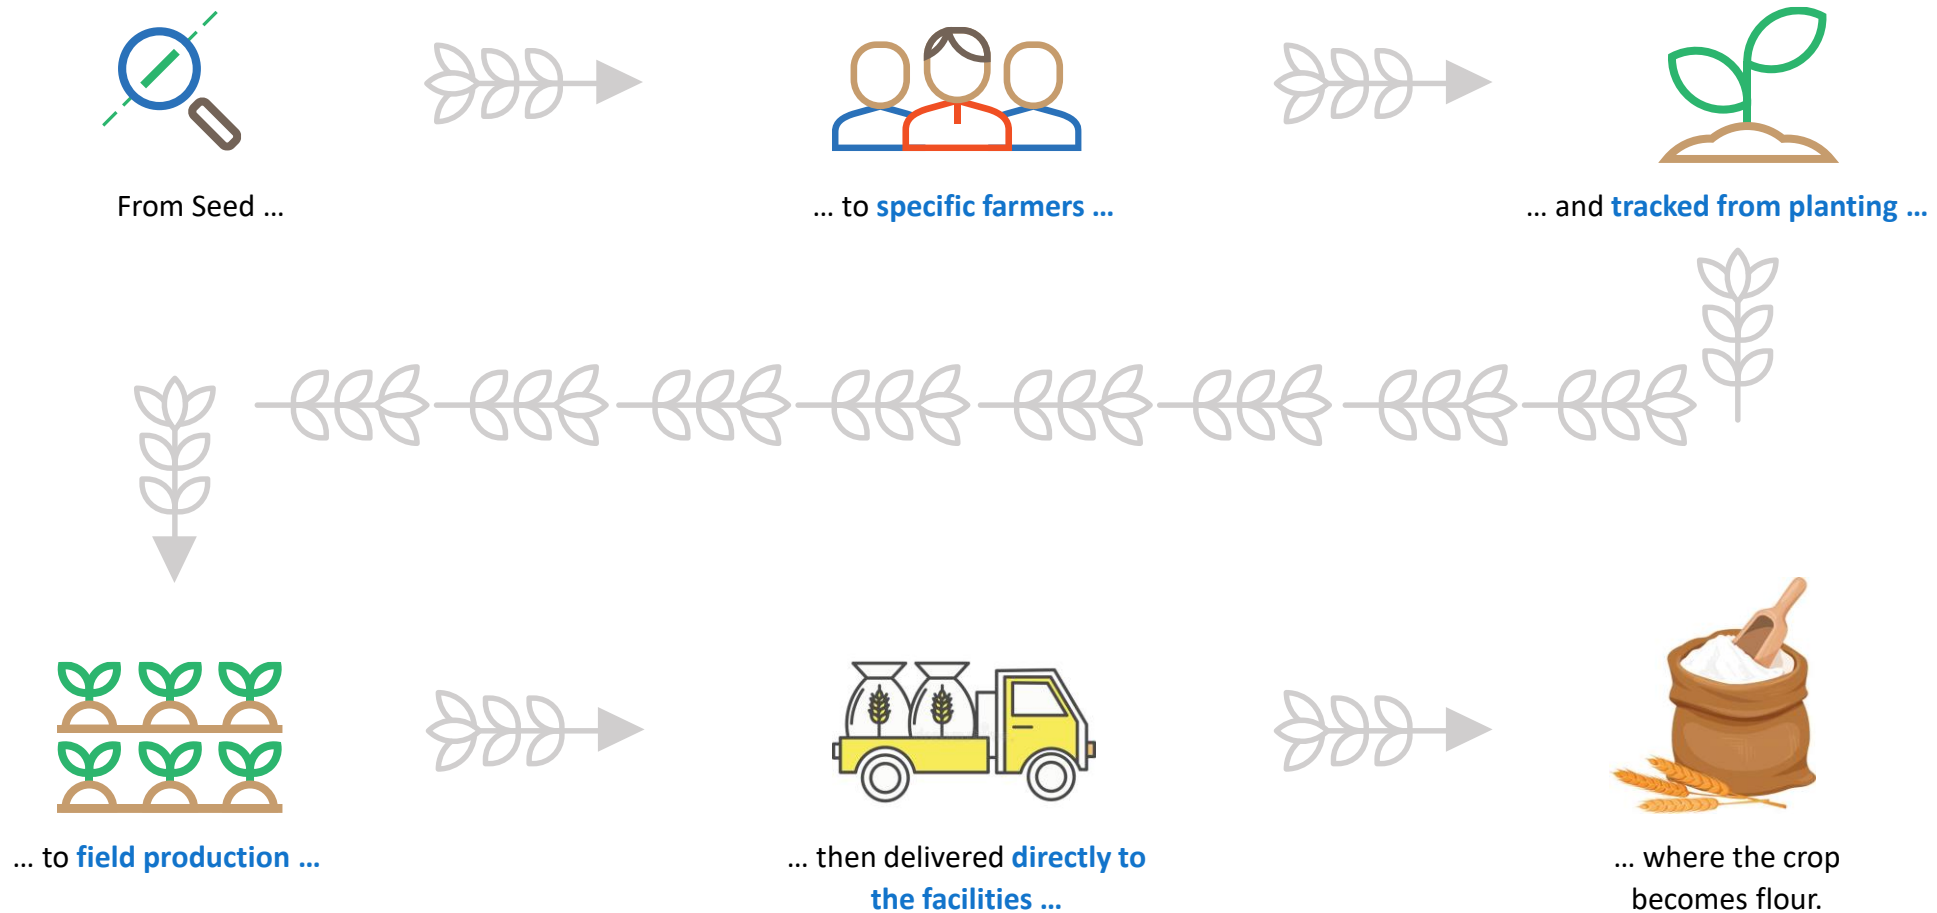 From Seed …
… to specific farmers …
… and tracked from planting …
… to field production …
… then delivered directly to
the facilities …
… where the crop
becomes flour.